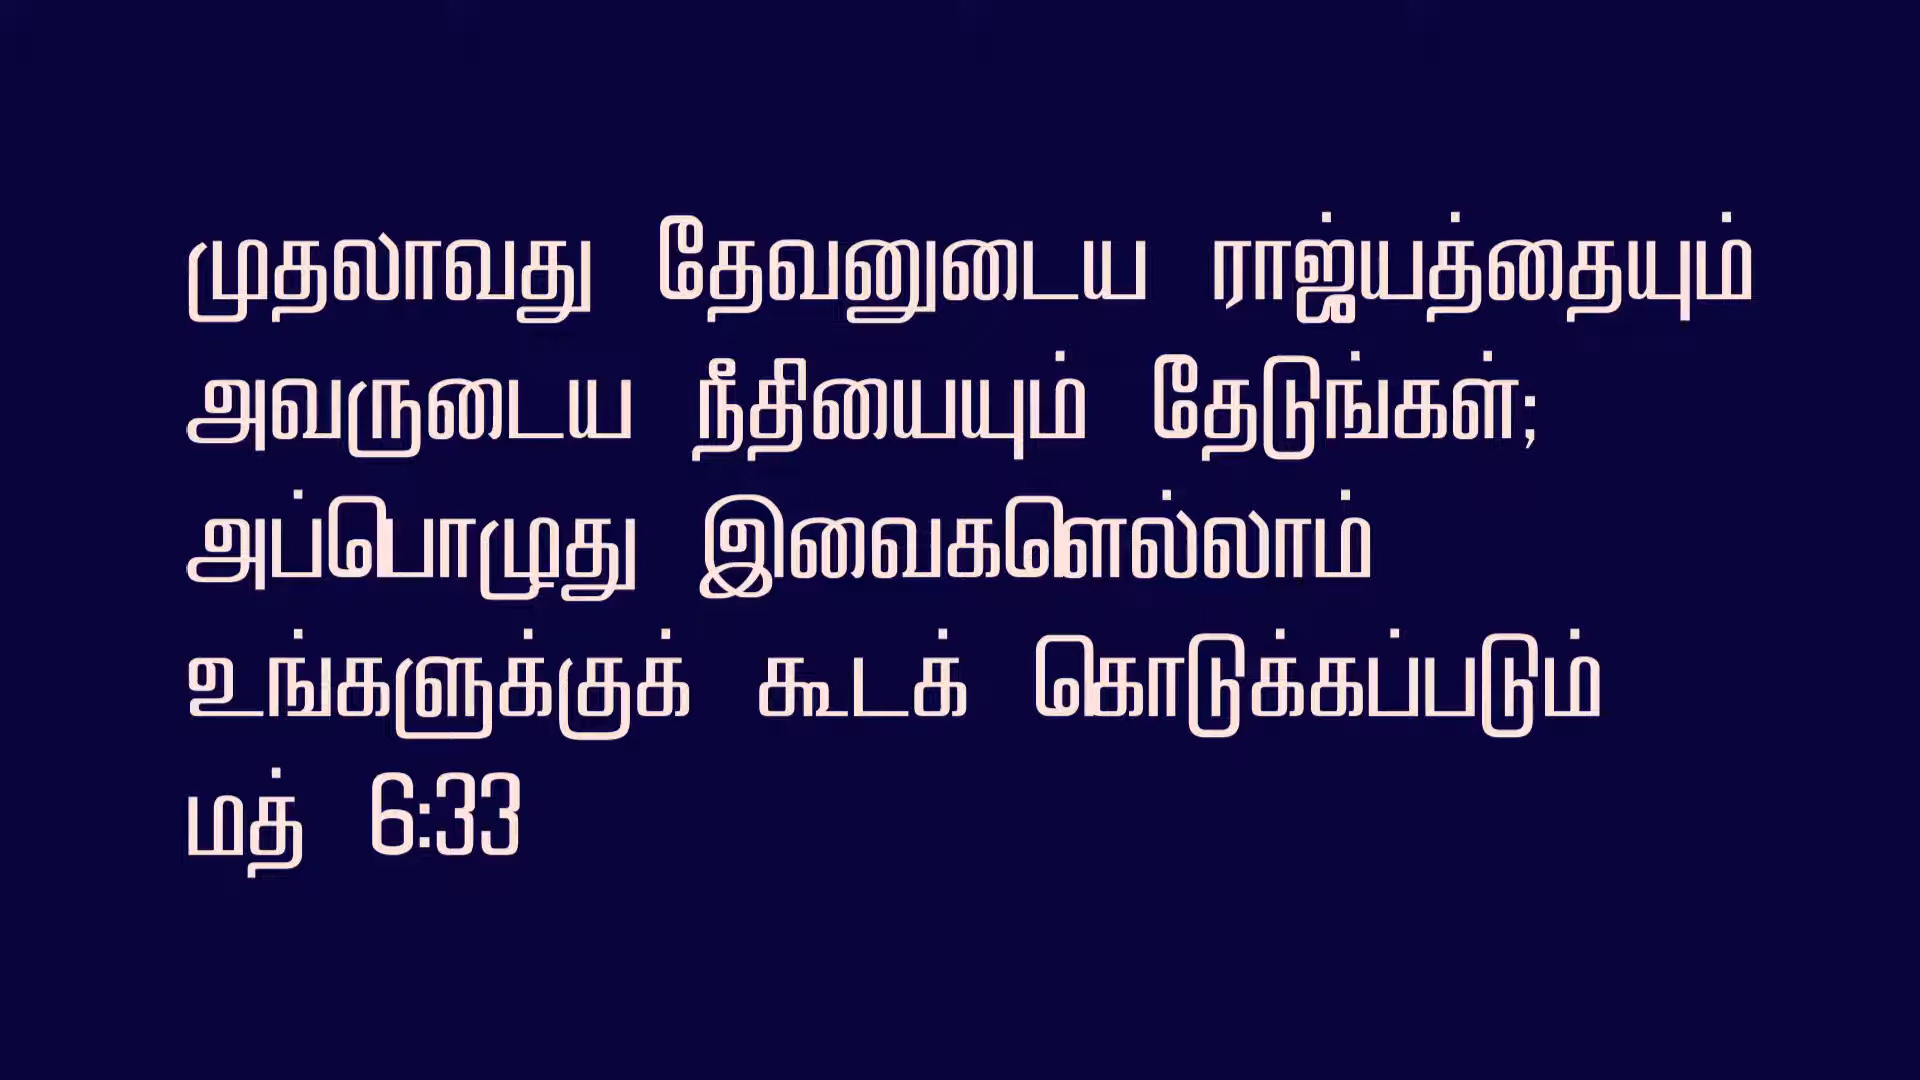 முதலாவது தேவனுடைய ராஜ்யத்தையும்
அவருடைய நீதியையும் தேடுங்கள்;
அப்பொழுது இவைகளெல்லாம்
உங்களுக்குக் கூடக் கொடுக்கப்படும்
மத் 6:33